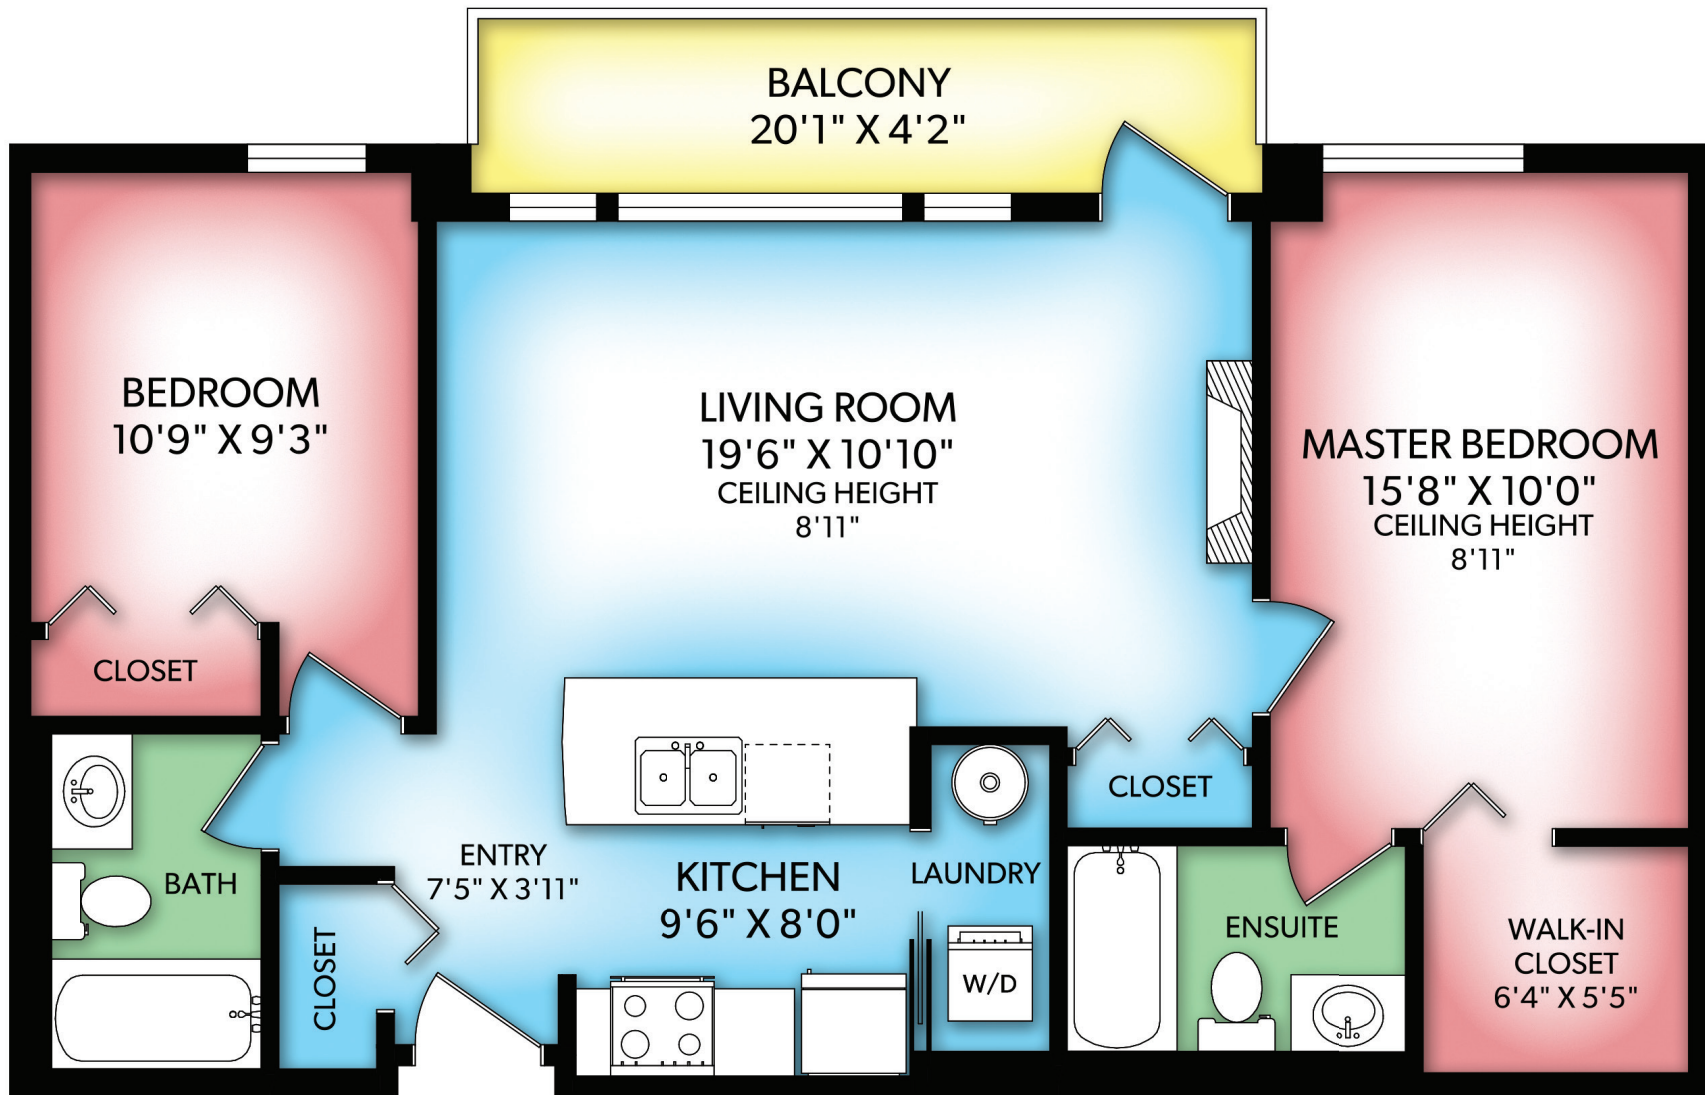 BALCONY
20'1" X 4'2"
BEDROOM
10'9" X 9'3"
LIVING ROOM
19'6" X 10'10"
CEILING HEIGHT
8'11"
MASTER BEDROOM
15'8" X 10'0"
CEILING HEIGHT
8'11"
CLOSET
CLOSET
BATH
ENTRY
7'5" X 3'11"
KITCHEN
9'6" X 8'0"
LAUNDRY
CLOSET
W/D
ENSUITE
WALK-IN
CLOSET
6'4" X 5'5"